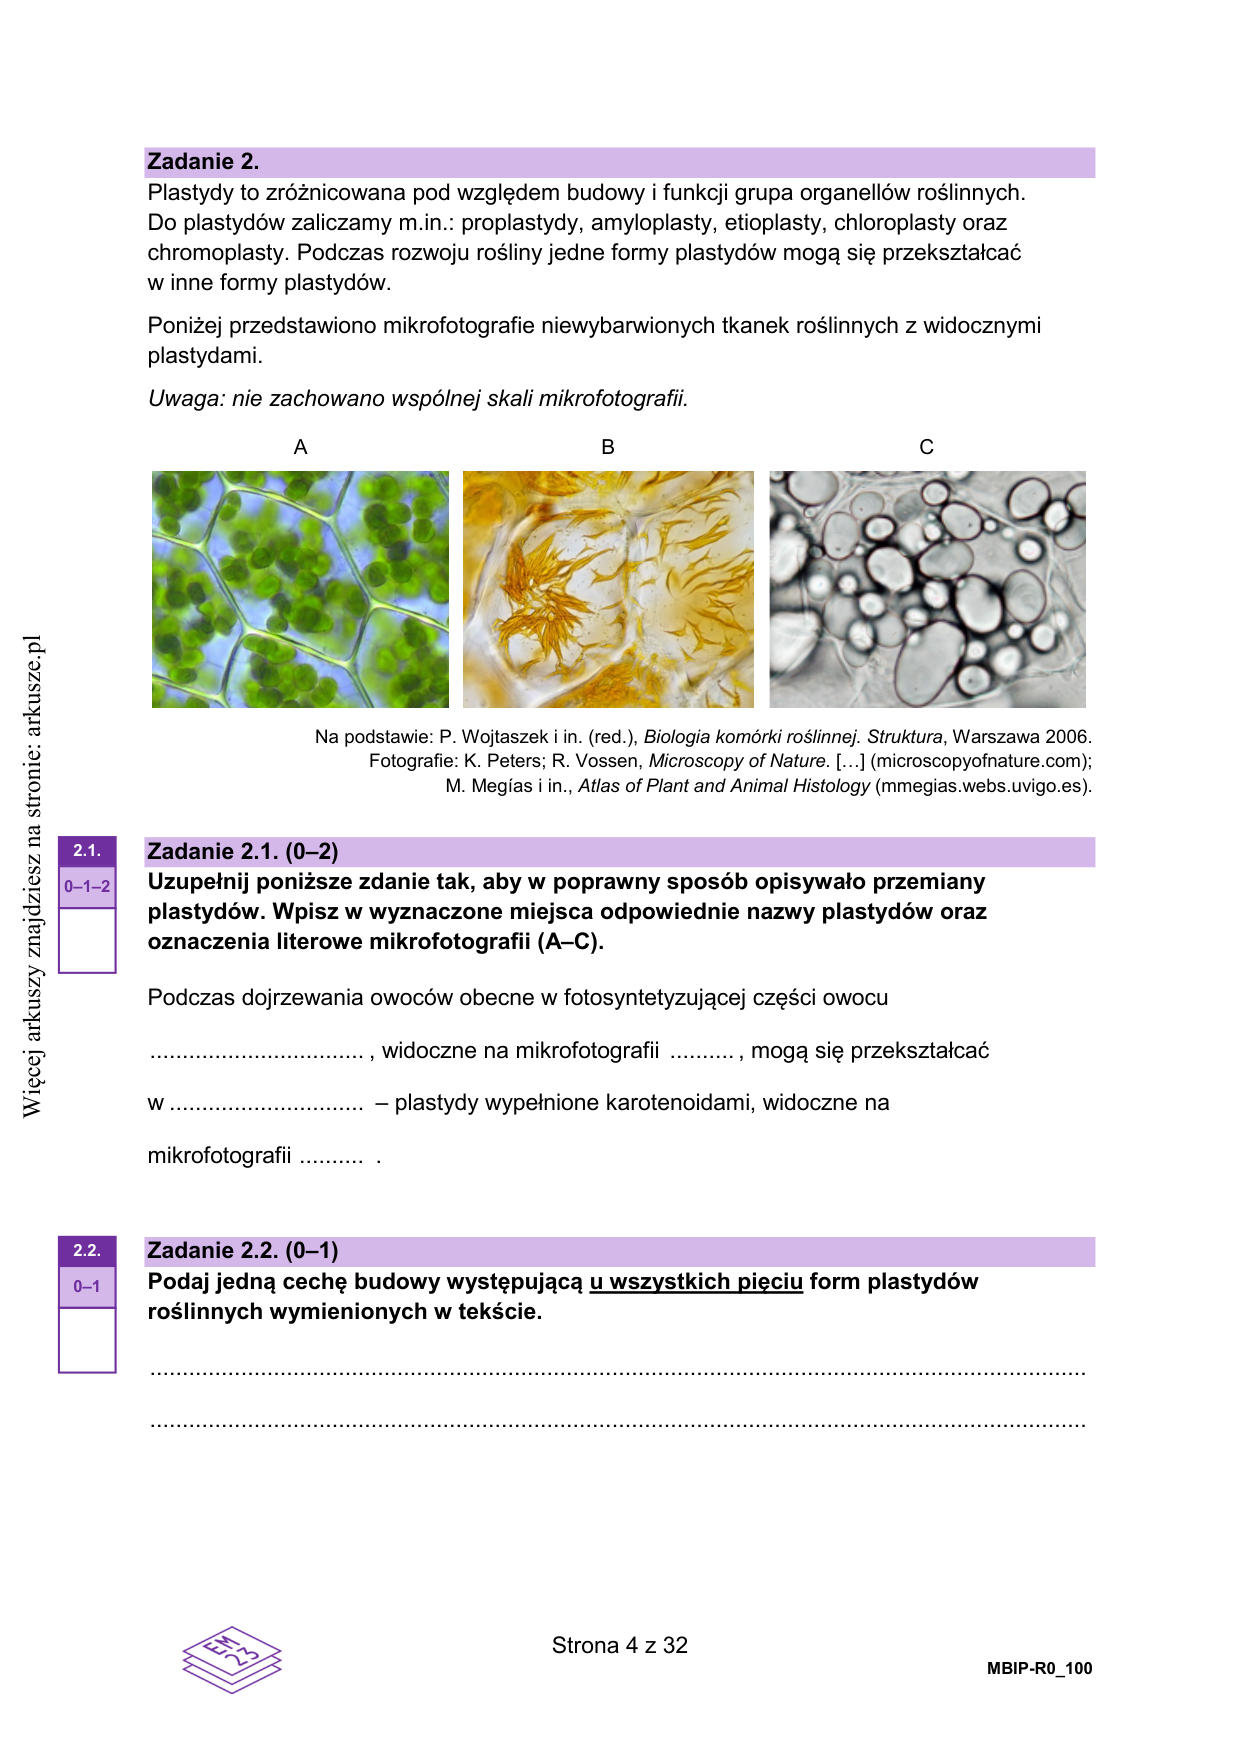 Zadanie 2.
Plastydy to zróżnicowana pod względem budowy i funkcji grupa organellów roślinnych.
Do plastydów zaliczamy m.in.: proplastydy, amyloplasty, etioplasty, chloroplasty oraz
chromoplasty. Podczas rozwoju rośliny jedne formy plastydów mogą się przekształcać
w inne formy plastydów.
Poniżej przedstawiono mikrofotografie niewybarwionych tkanek roślinnych z widocznymi
plastydami.
Uwaga: nie zachowano wspólnej skali mikrofotografii.
A B C
Na podstawie: P. Wojtaszek i in. (red.), Biologia komórki roślinnej. Struktura, Warszawa 2006.
Fotografie: K. Peters; R. Vossen, Microscopy of Nature. […] (microscopyofnature.com);
M. Megías i in., Atlas of Plant and Animal Histology (mmegias.webs.uvigo.es).
2.1.
0–1–2
Zadanie 2.1. (0–2)
Uzupełnij poniższe zdanie tak, aby w poprawny sposób opisywało przemiany
plastydów. Wpisz w wyznaczone miejsca odpowiednie nazwy plastydów oraz
oznaczenia literowe mikrofotografii (A–C).
Podczas dojrzewania owoców obecne w fotosyntetyzującej części owocu
................................. , widoczne na mikrofotografii .......... , mogą się przekształcać
w .............................. – plastydy wypełnione karotenoidami, widoczne na
mikrofotografii .......... .
2.2.
0–1
Zadanie 2.2. (0–1)
Podaj jedną cechę budowy występującą u wszystkich pięciu form plastydów
roślinnych wymienionych w tekście.
................................................................................................................................................
................................................................................................................................................
Więcej arkuszy znajdziesz na stronie: arkusze.pl
EM
23
Strona 4 z 32
MBIP-R0_100